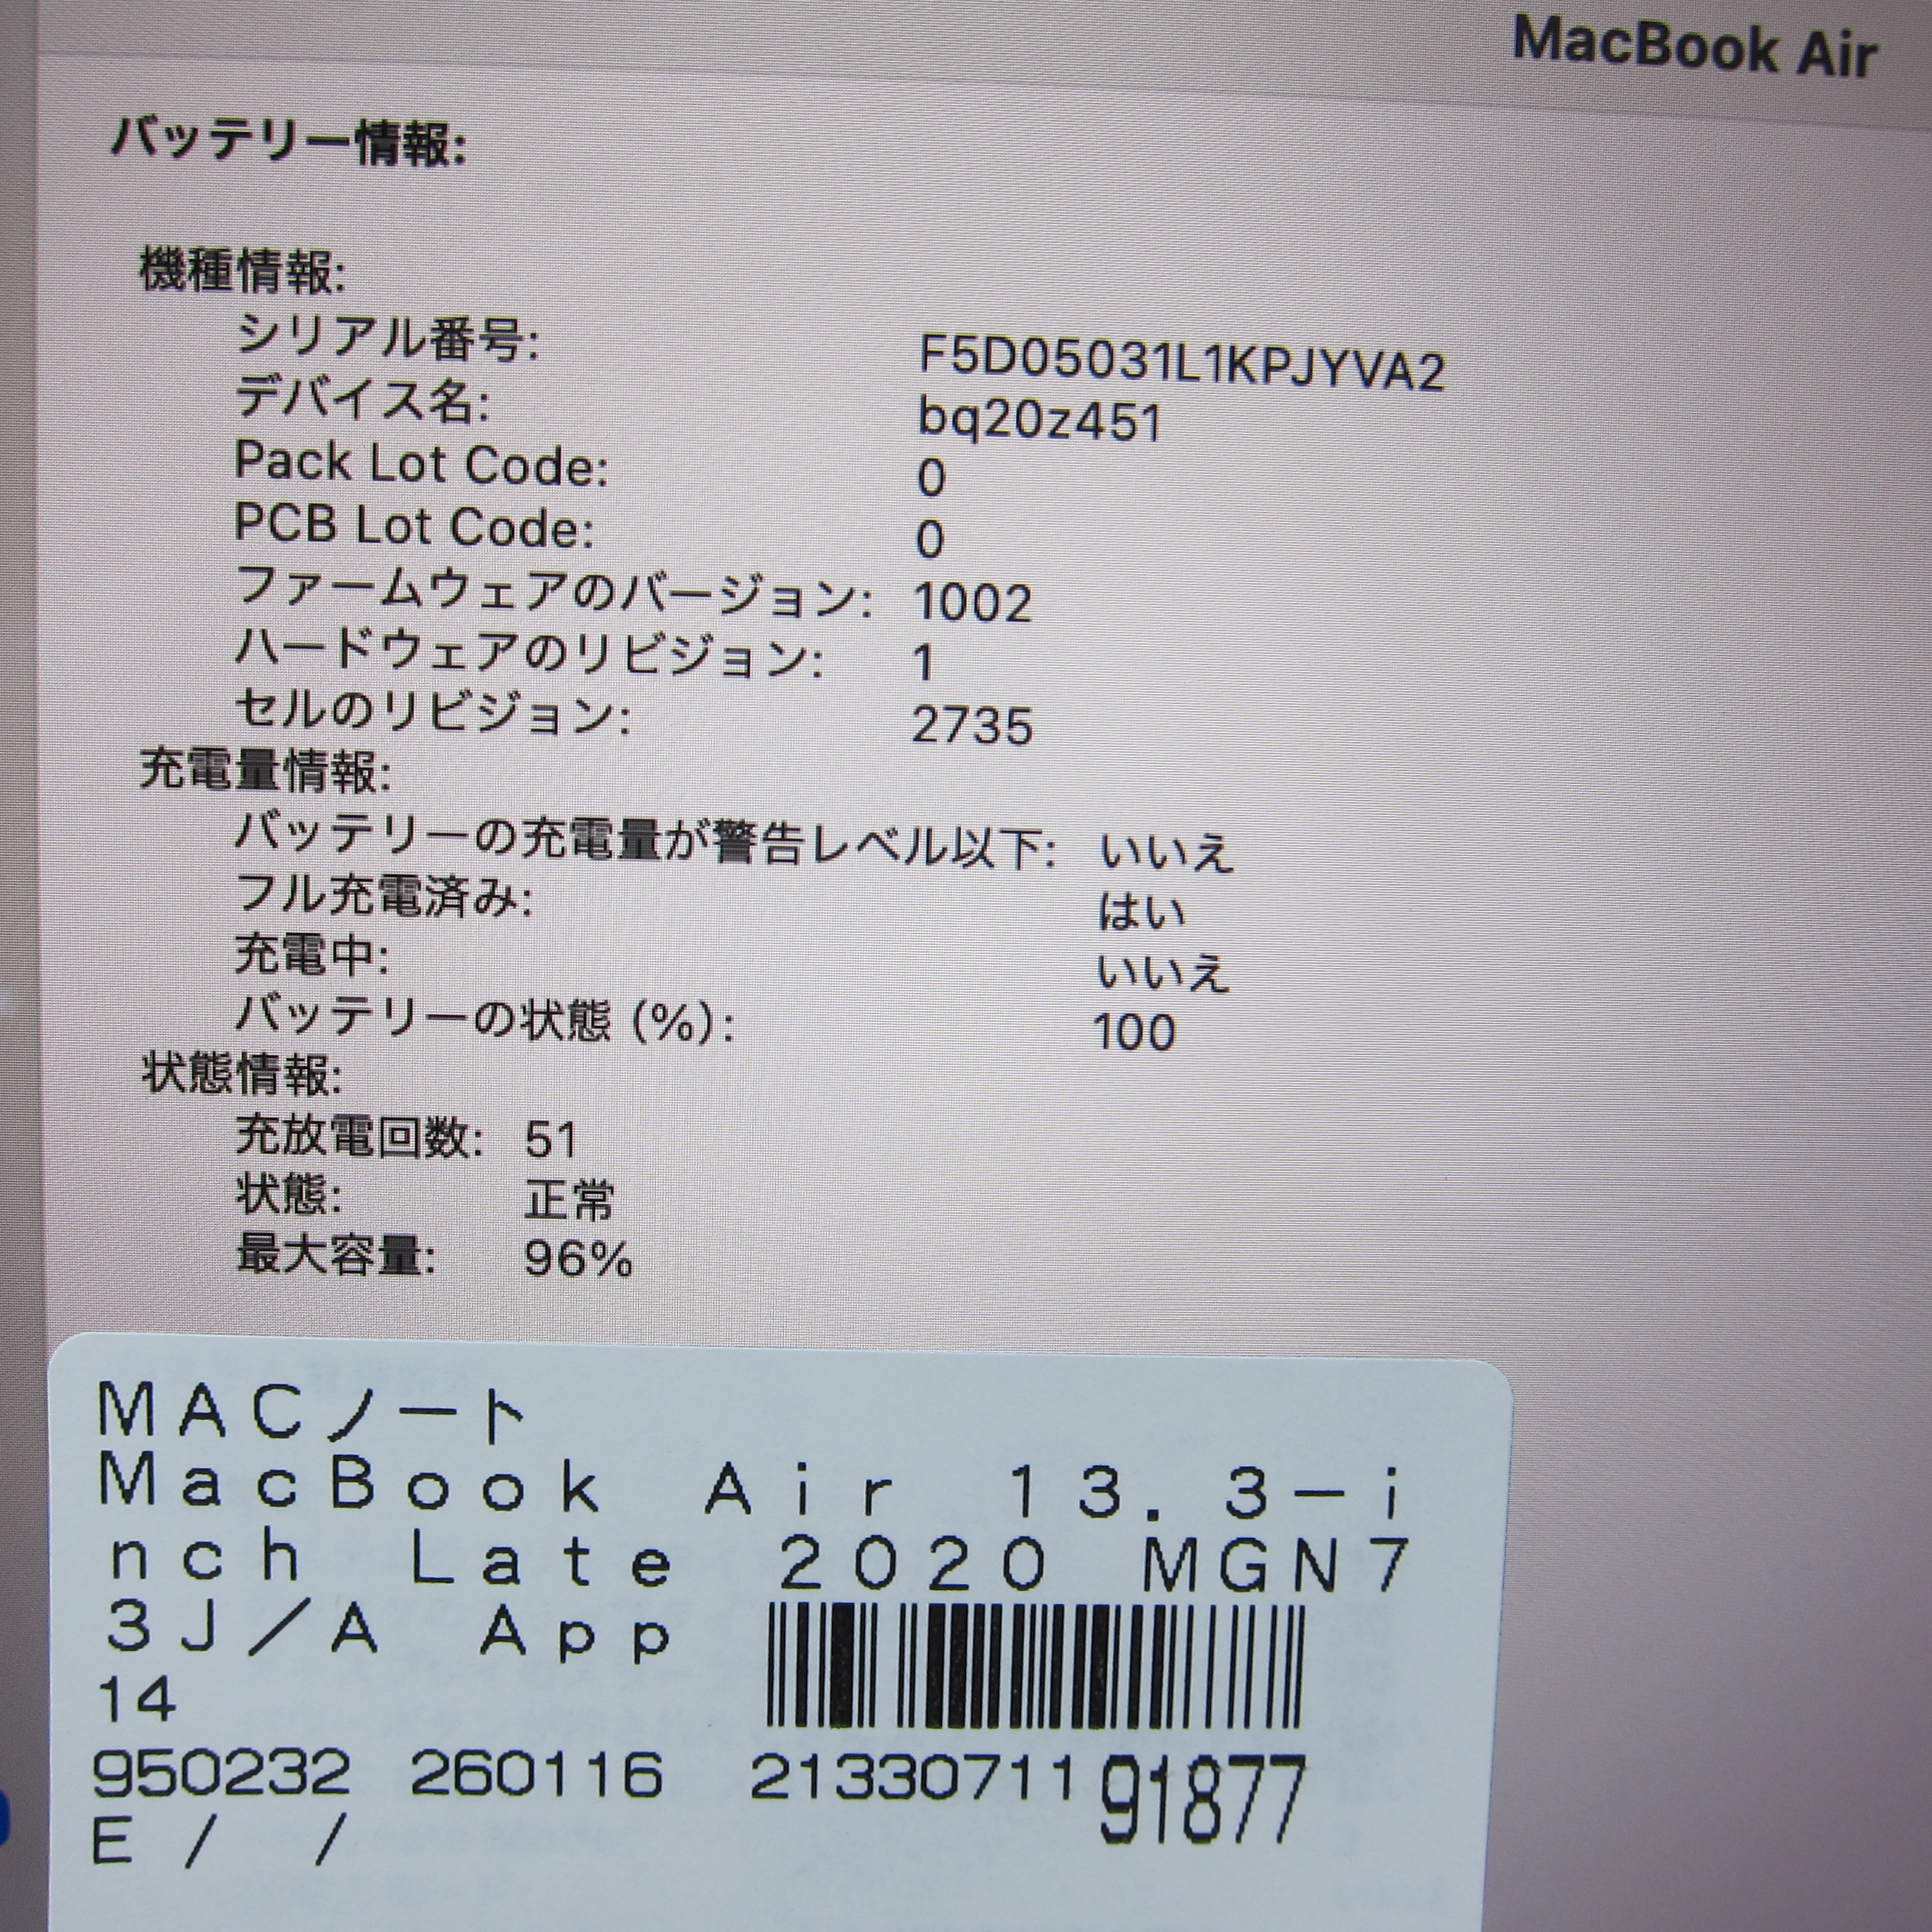 MacBook Air
バッテリー情報:
機種情報:
シリアル番号: F5D05031L1KPJYVA2
デバイス名: bq20z451
Pack Lot Code: 0
PCB Lot Code: 0
ファームウェアのバージョン: 1002
ハードウェアのリビジョン: 1
セルのリビジョン: 2735
充電量情報:
バッテリーの充電量が警告レベル以下: いいえ
フル充電済み: はい
充電中: いいえ
バッテリーの状態 (%): 100
状態情報:
充放電回数: 51
状態: 正常
最大容量: 96%
MACノート
MacBook Air 13.3-i
nch Late 2020 MGN7
3J/A App
14
950232 260116 2133071191877
E / /